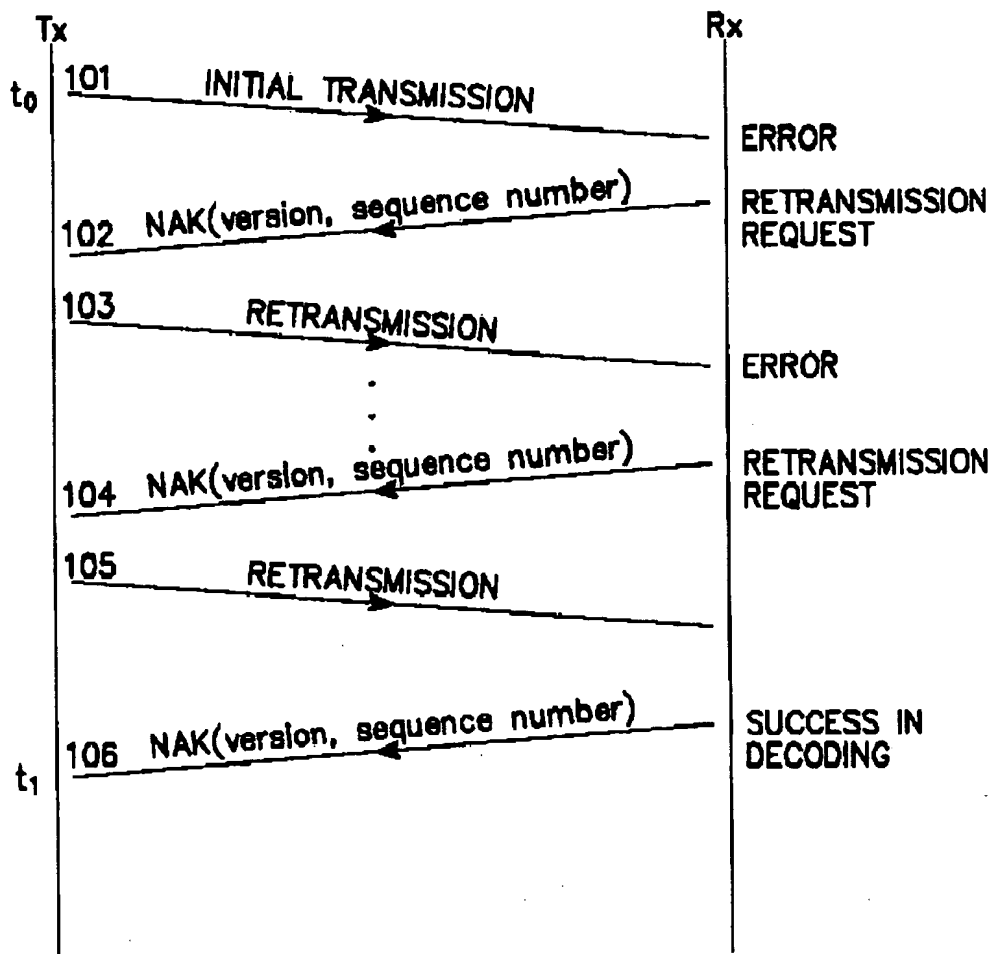 Tx
Rx
t0
101
INITIAL TRANSMISSION
ERROR
NAK(version, sequence number)
102
RETRANSMISSION
REQUEST
103
RETRANSMISSION
ERROR
NAK(version, sequence number)
104
RETRANSMISSION
REQUEST
105
RETRANSMISSION
NAK(version, sequence number)
106
SUCCESS IN
DECODING
t1